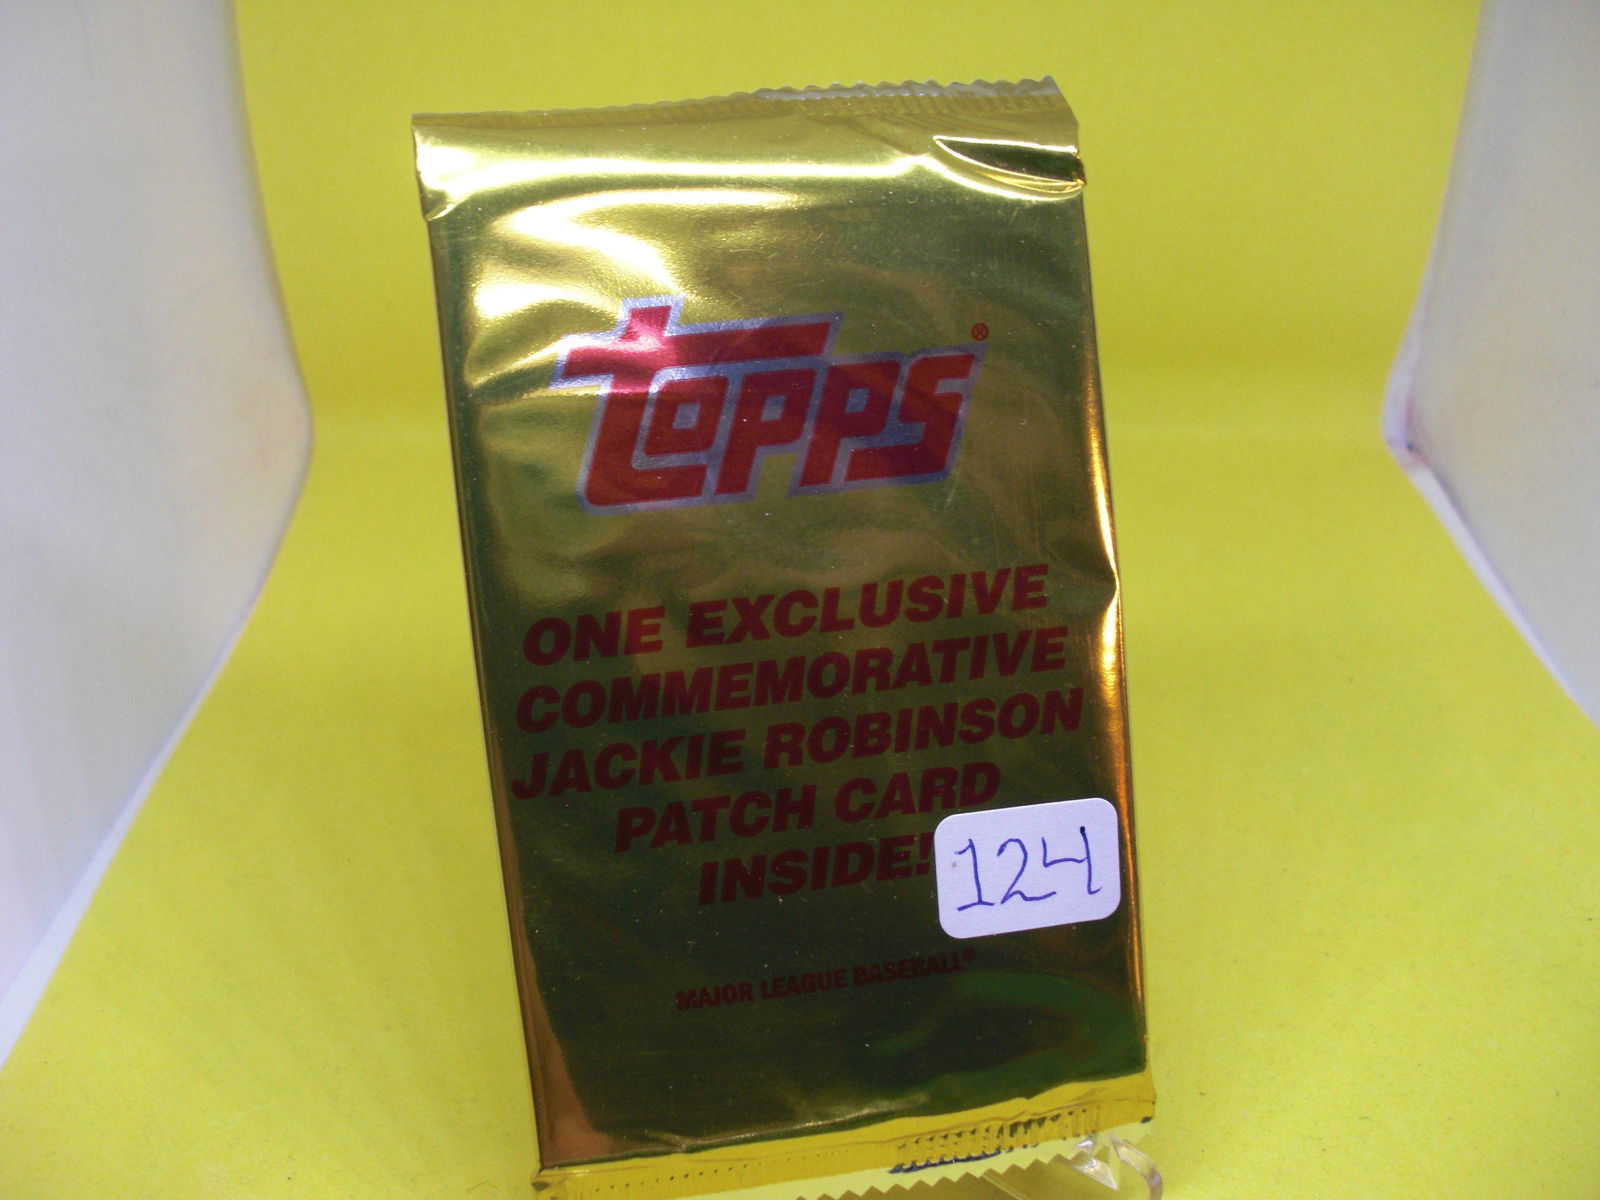 TOPPS®
ONE EXCLUSIVE
COMMEMORATIVE
JACKIE ROBINSON
PATCH CARD
INSIDE!
124
MAJOR LEAGUE BASEBALL®